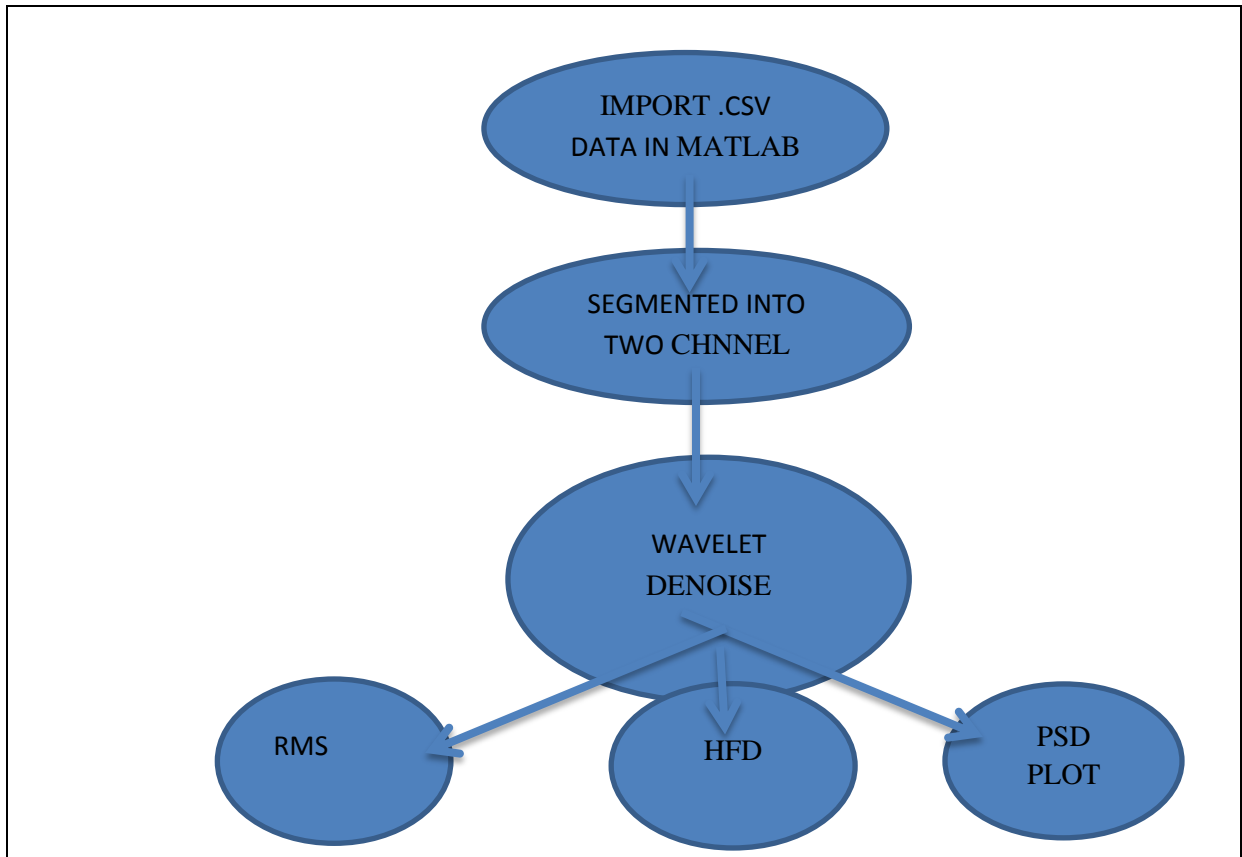 IMPORT .CSV
DATA IN MATLAB
SEGMENTED INTO
TWO CHNNEL
WAVELET
DENOISE
RMS
HFD
PSD
PLOT